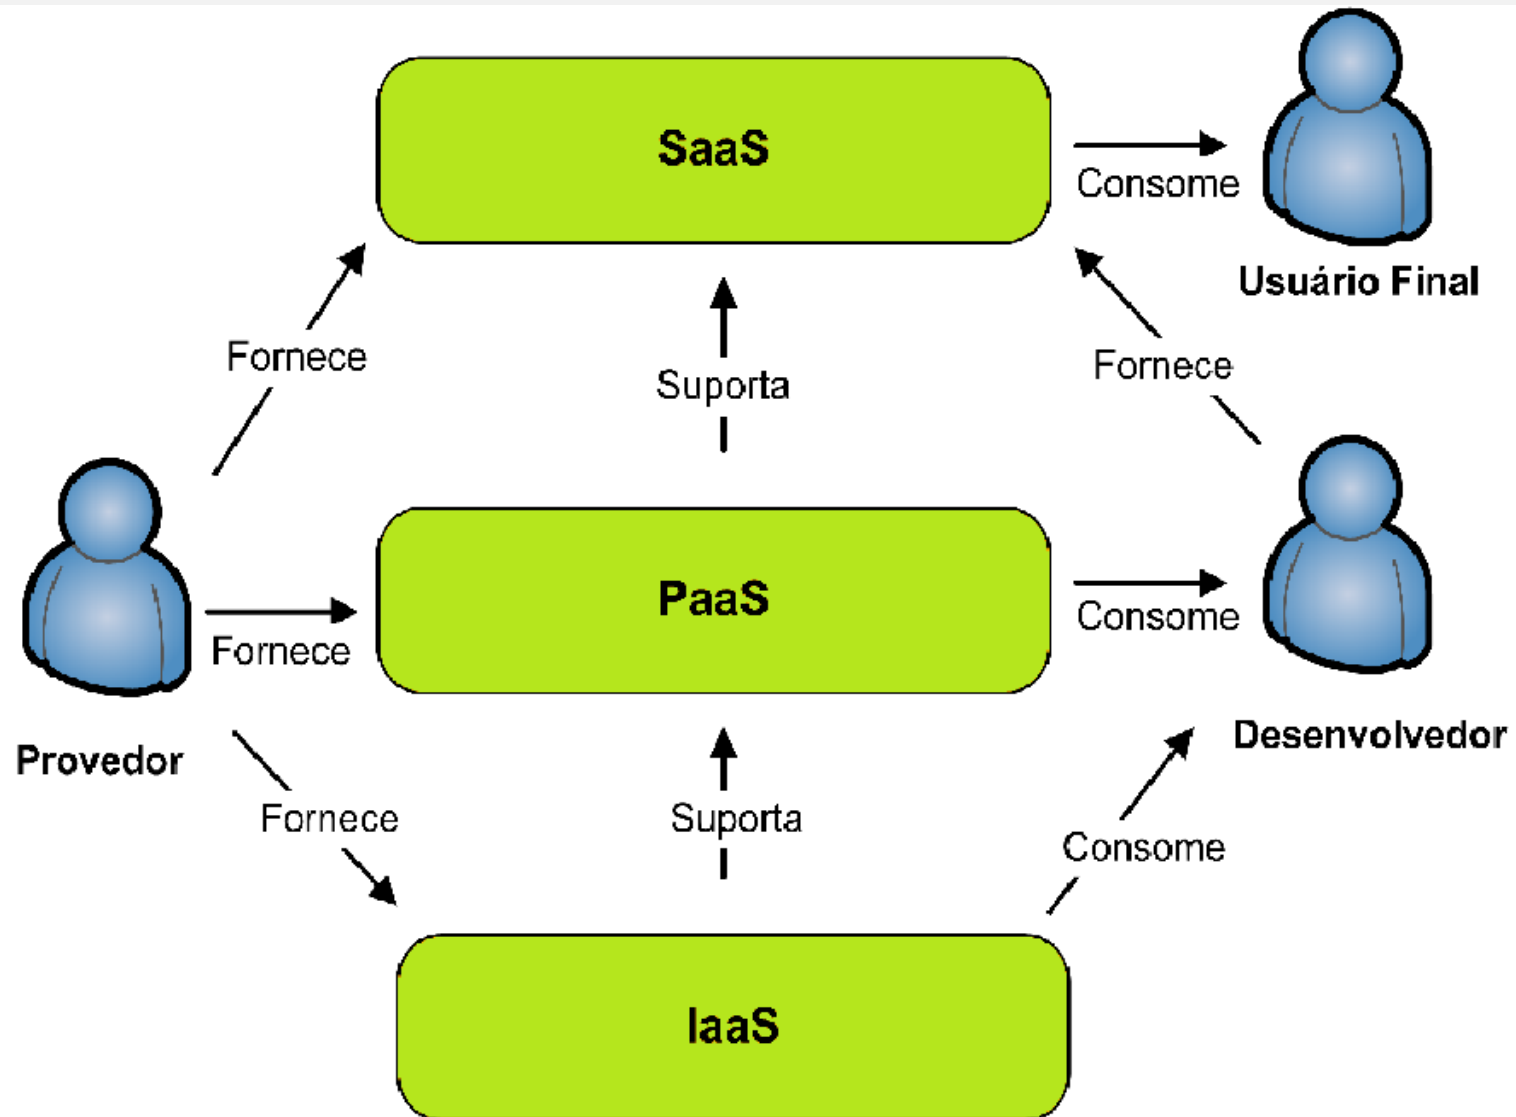 SaaS
Consome
Usuário Final
Fornece
Suporta
Fornece
PaaS
Consome
Fornece
Provedor
Desenvolvedor
Fornece
Suporta
Consome
IaaS